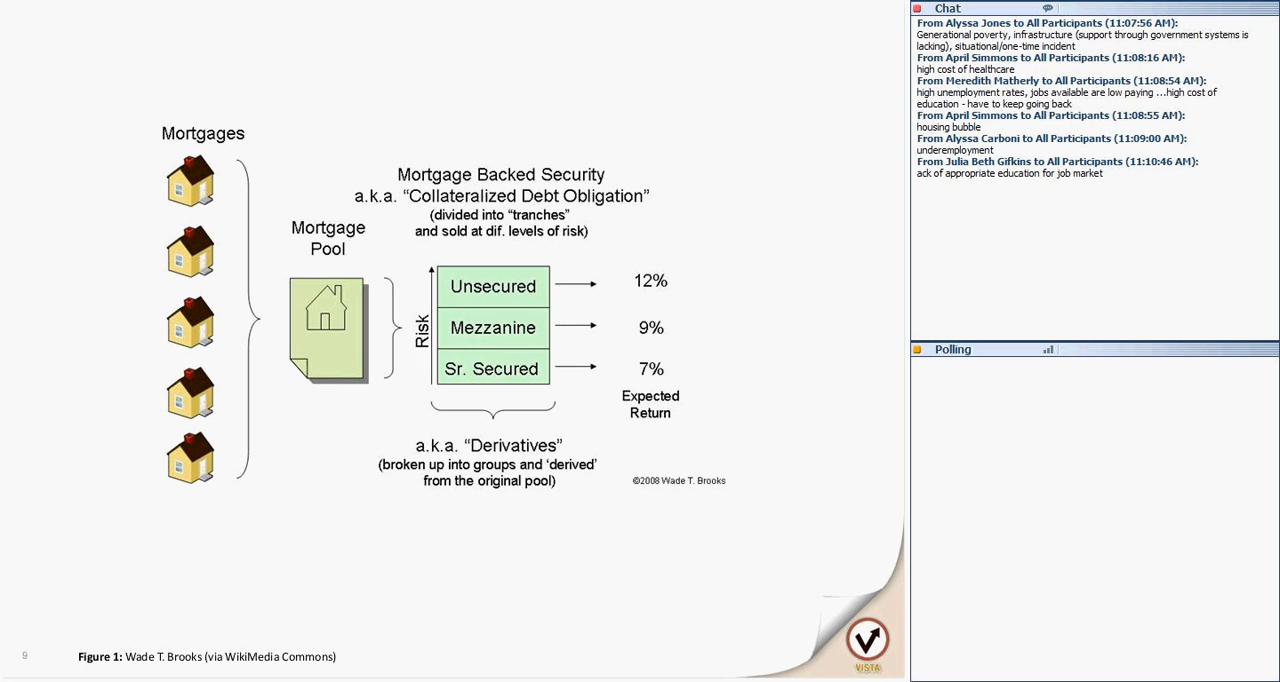 Mortgages
Mortgage Backed Security
a.k.a. “Collateralized Debt Obligation”
(divided into “tranches”
and sold at dif. levels of risk)
Mortgage
Pool
Risk
Unsecured
12%
Mezzanine
9%
Sr. Secured
7%
Expected
Return
a.k.a. “Derivatives”
(broken up into groups and ‘derived’
from the original pool)
©2008 Wade T. Brooks
9
Figure 1: Wade T. Brooks (via WikiMedia Commons)
VISTA
Chat
From Alyssa Jones to All Participants (11:07:56 AM):
Generational poverty, infrastructure (support through government systems is
lacking), situational/one-time incident
From April Simmons to All Participants (11:08:16 AM):
high cost of healthcare
From Meredith Matherly to All Participants (11:08:54 AM):
high unemployment rates, jobs available are low paying ...high cost of
education - have to keep going back
From April Simmons to All Participants (11:08:55 AM):
housing bubble
From Alyssa Carboni to All Participants (11:09:00 AM):
underemployment
From Julia Beth Gifkins to All Participants (11:10:46 AM):
ack of appropriate education for job market
Polling